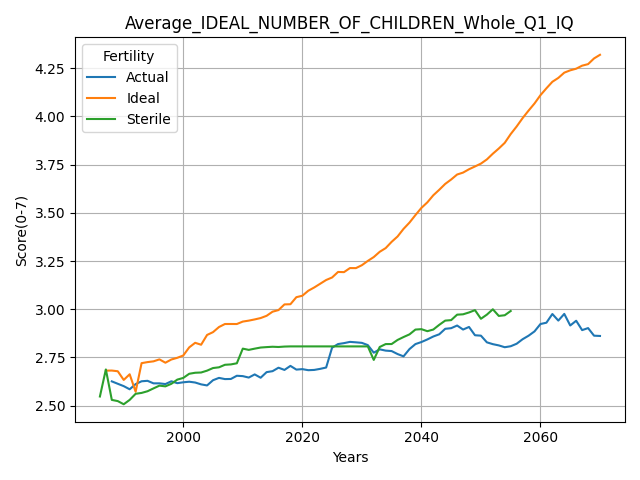 Average_IDEAL_NUMBER_OF_CHILDREN_Whole_Q1_IQ
Fertility
Actual
Ideal
Sterile
Score(0-7)
4.25
4.00
3.75
3.50
3.25
3.00
2.75
2.50
2000
2020
2040
2060
Years